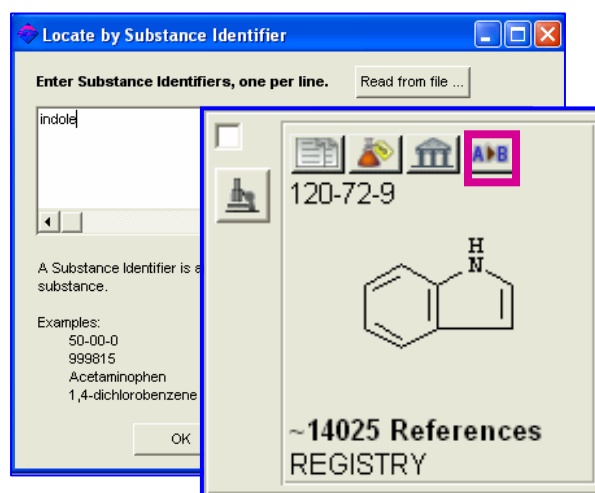 Locate by Substance Identifier
Enter Substance Identifiers, one per line.
Read from file ...
indole
A Substance Identifier is a
substance.
Examples:
50-00-0
999815
Acetaminophen
1,4-dichlorobenzene
OK
A▶B
120-72-9
H
N
~14025 References
REGISTRY